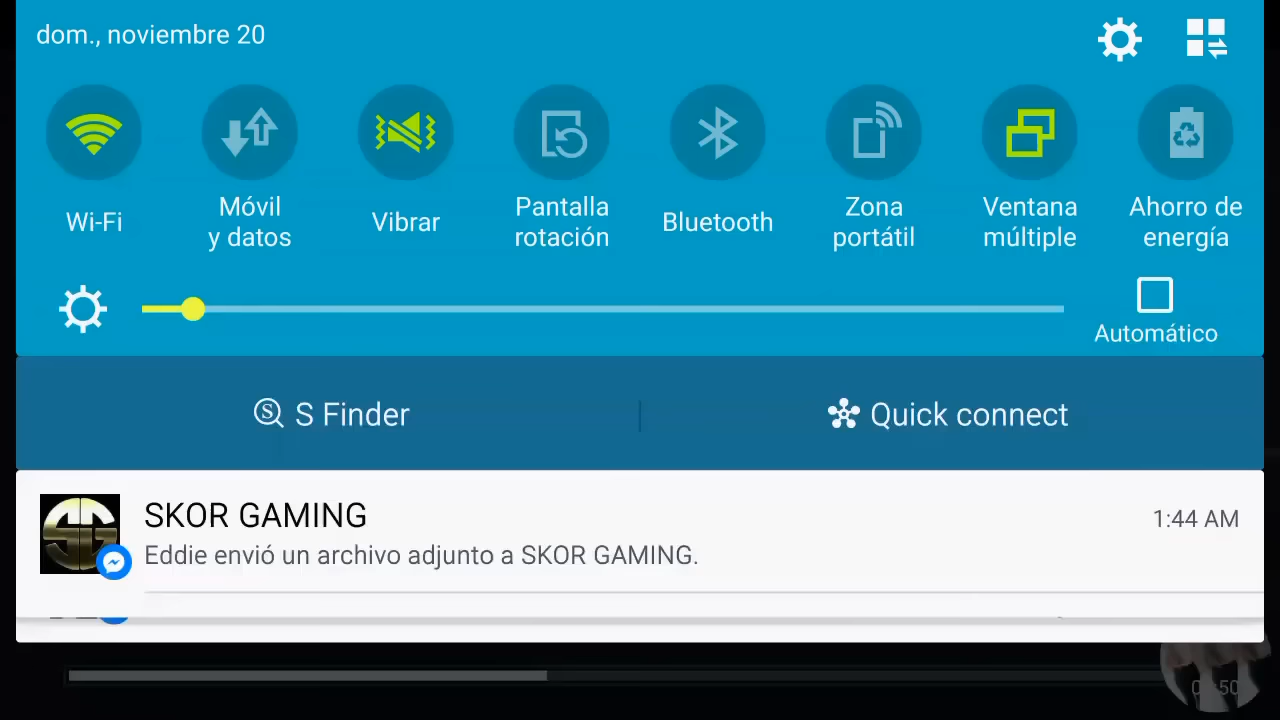 dom., noviembre 20
Wi-Fi
Móvil
y datos
Vibrar
Pantalla
rotación
Bluetooth
Zona
portátil
Ventana
múltiple
Ahorro de
energía
Automático
S Finder
Quick connect
SG
SKOR GAMING
1:44 AM
Eddie envió un archivo adjunto a SKOR GAMING.